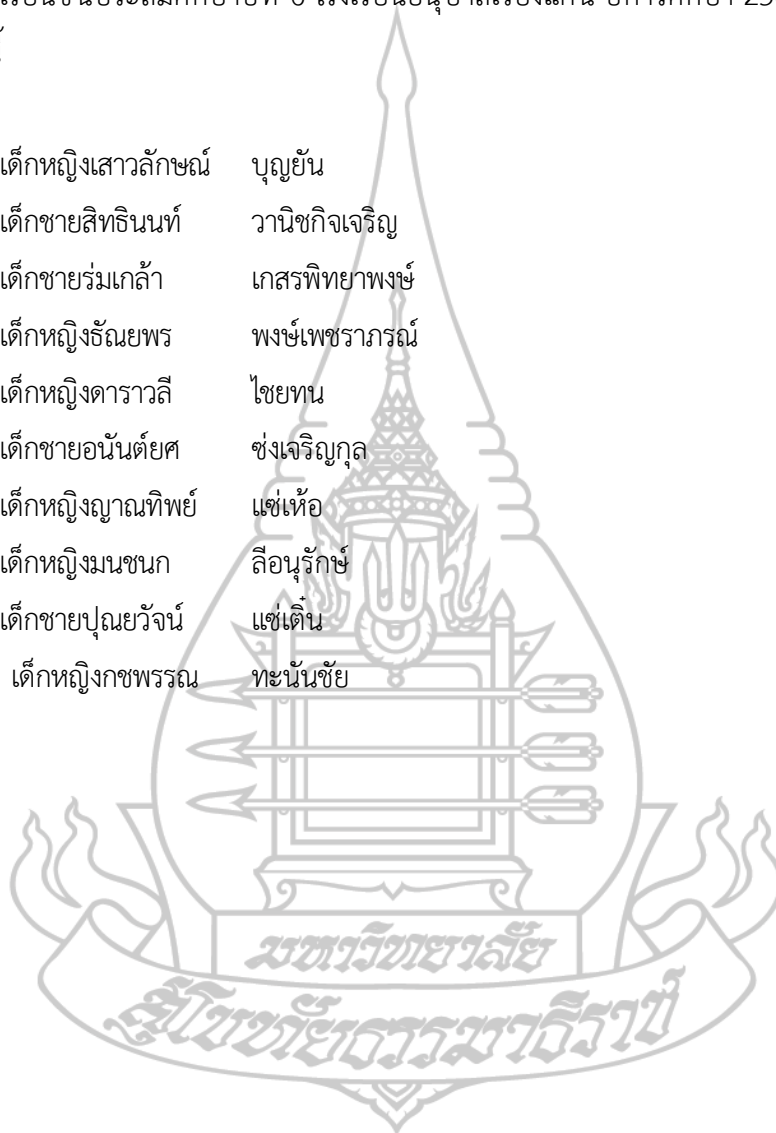 เด็กหญิงเสาวลักษณ์ บุญยัน
เด็กชายสิทธินนท์ วานิชกิจเจริญ
เด็กชายร่มเกล้า เกสรพิทยาพงษ์
เด็กหญิงธัณยพร พงษ์เพชราภรณ์
เด็กหญิงดาราวลี ไชยทน
เด็กชายอนันต์ยศ ซ่งเจริญกุล
เด็กหญิงญาณทิพย์ แซ่เห้อ
เด็กหญิงมนชนก ลีอนุรักษ์
เด็กชายปุณยวัจน์ แซ่เติ๋น
เด็กหญิงกชพรรณ ทะนันชัย
มหาวิทยาลัย
สุโขทัยธรรมาธิราช